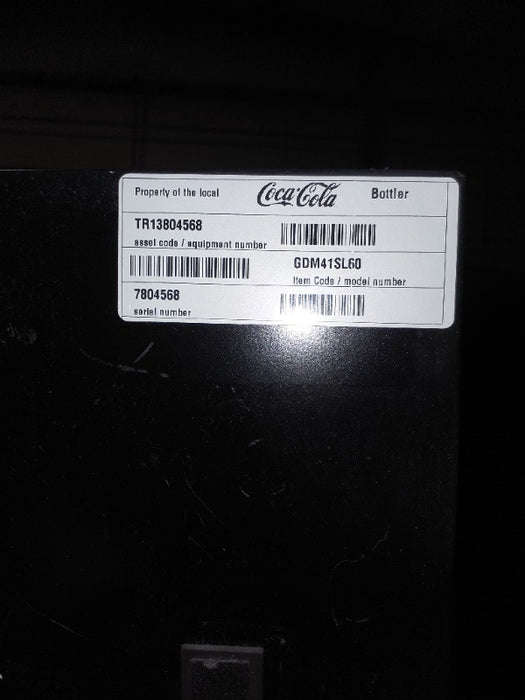 Property of the local Coca-Cola Bottler
TR13804568
asset code / equipment number
GDM41SL60
Item Code / model number
7804568
serial number